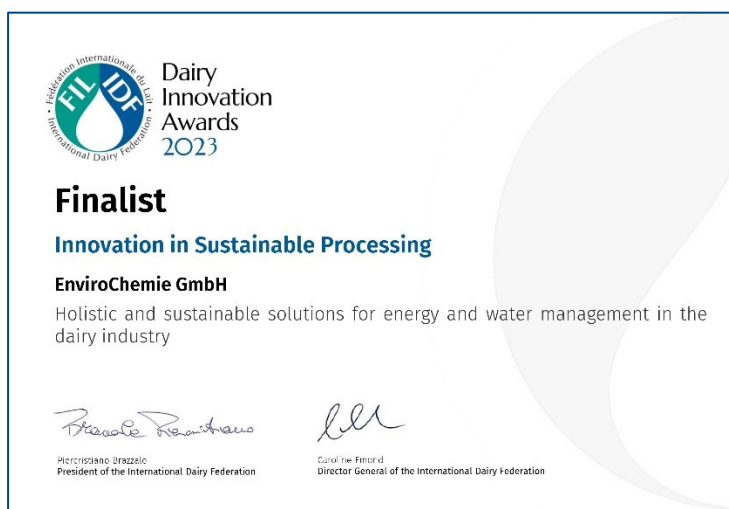 Fédération Internationale du Lait
FIL IDF
International Dairy Federation
Dairy
Innovation
Awards
2023
Finalist
Innovation in Sustainable Processing
EnviroChemie GmbH
Holistic and sustainable solutions for energy and water management in the
dairy industry
Piercristiano Brazzale
President of the International Dairy Federation
Caroline Emond
Director General of the International Dairy Federation